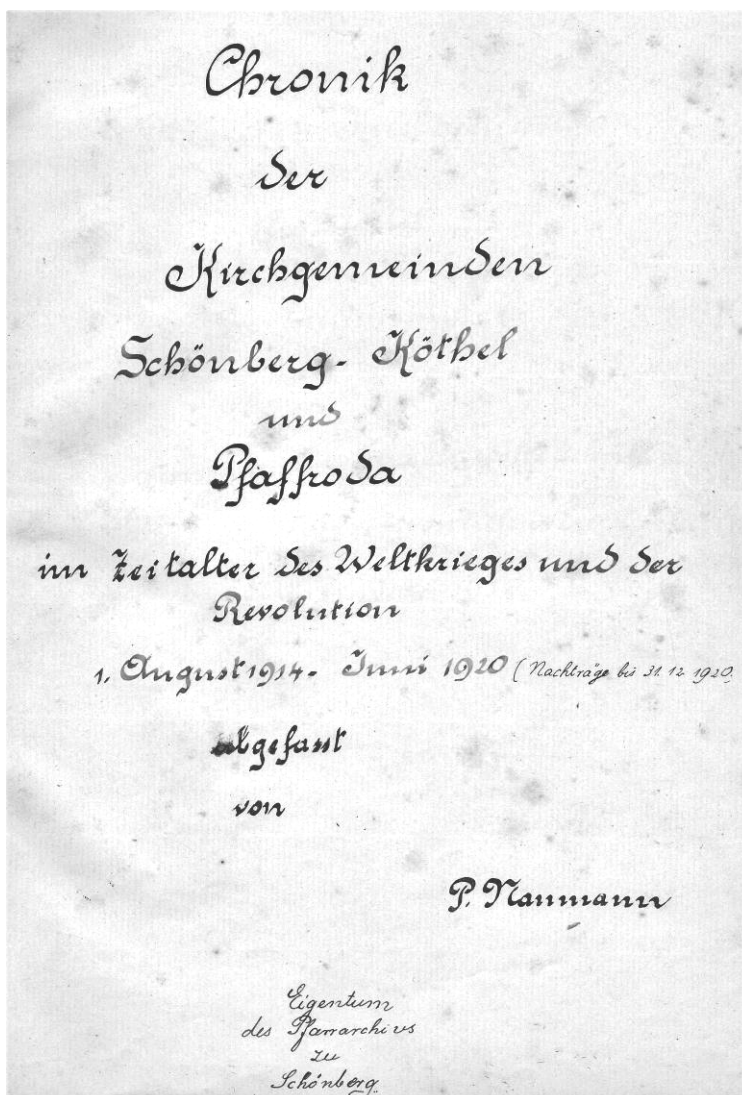 Chronik
der
Kirchgemeinden
Schönberg- Köthel
und
Pfaffroda
im Zeitalter des Weltkrieges und der
Revolution
1. August 1914- Juni 1920 (Nachträge bis 31.12.1920.
abgefasst
von
P. Naumann
Eigentum
des Pfarrarchivs
zu
Schönberg.